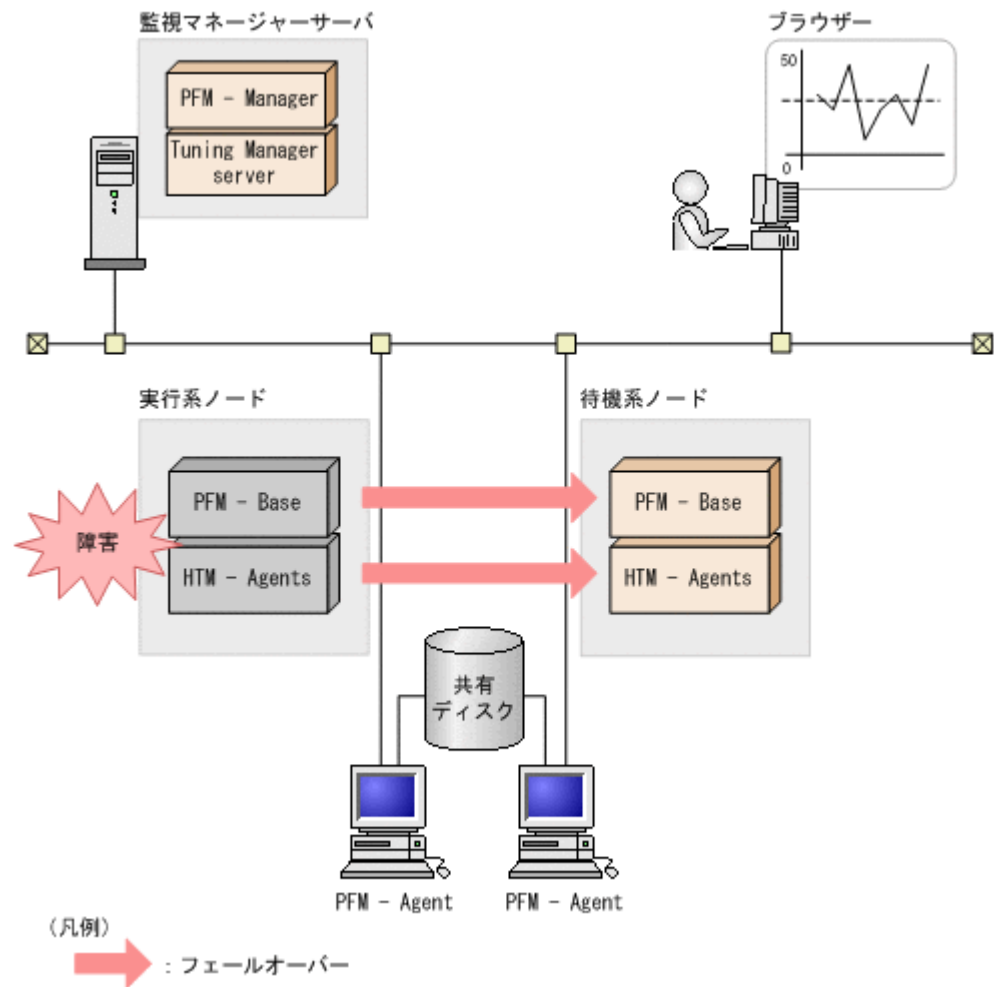 監視マネージャーサーバ
ブラウザー
PFM - Manager
Tuning Manager
server
50
0
実行系ノード
待機系ノード
障害
PFM - Base
HTM - Agents
PFM - Base
HTM - Agents
共有
ディスク
PFM - Agent
PFM - Agent
(凡例)
: フェールオーバー